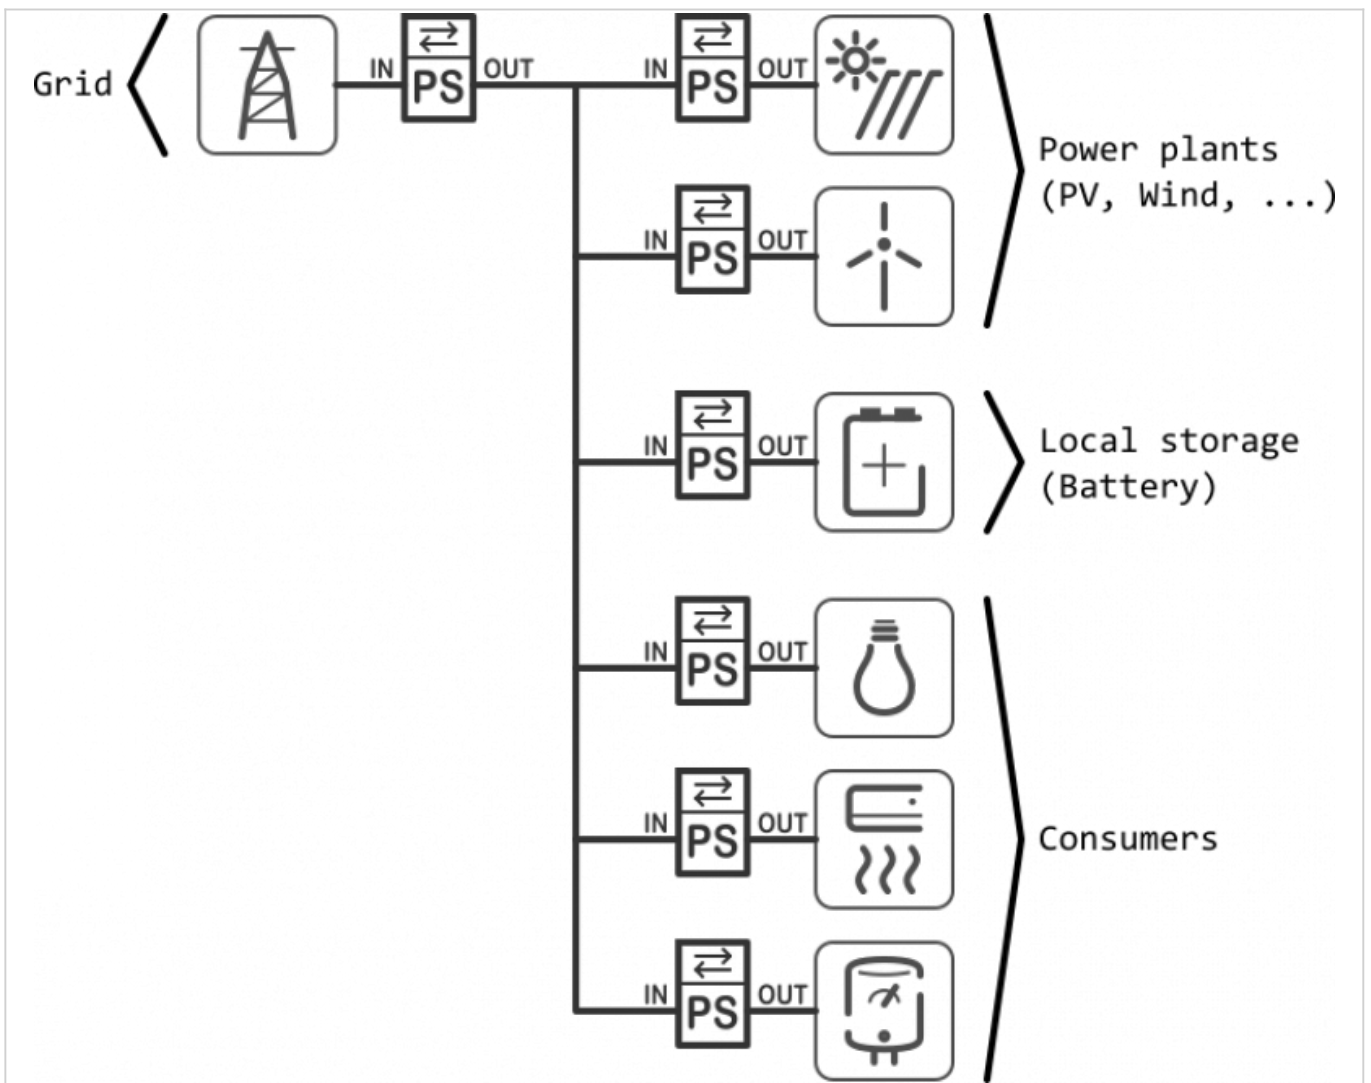 Grid
IN PS OUT
IN PS OUT
Power plants
(PV, Wind, ...)
IN PS OUT
IN PS OUT
Local storage
(Battery)
IN PS OUT
IN PS OUT
Consumers
IN PS OUT